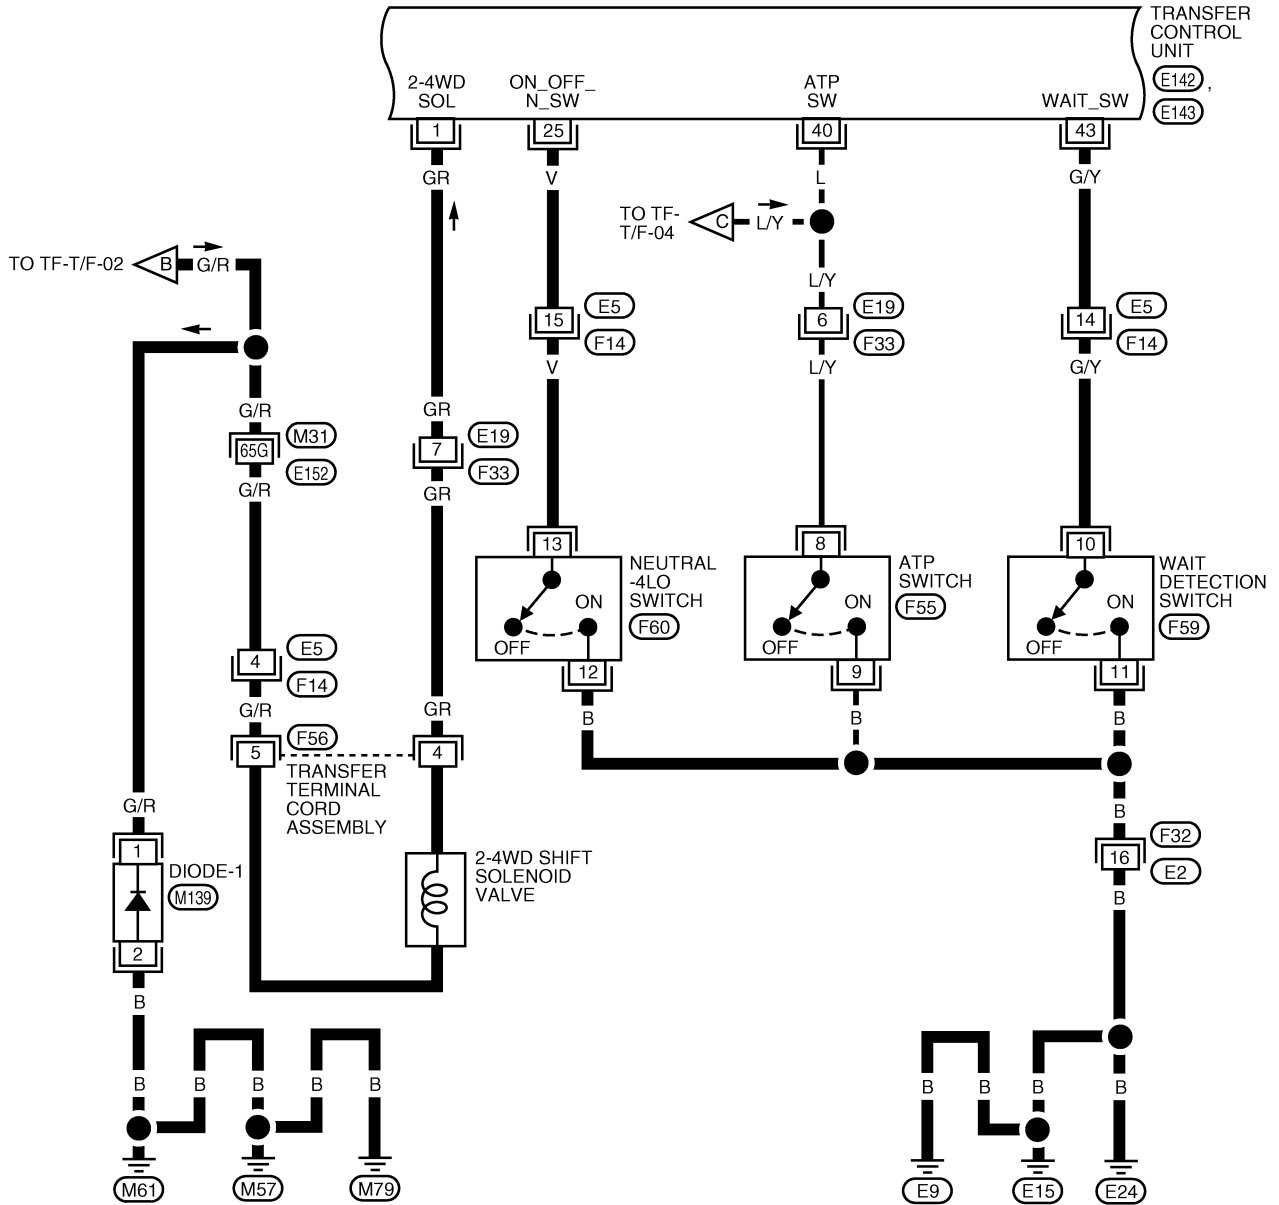 TRANSFER
CONTROL
UNIT
E142 ,
E143
2-4WD
SOL
ON_OFF_
N_SW
ATP
SW
WAIT_SW
1
25
40
43
GR
V
L
G/Y
TO TF-
T/F-04
C
L/Y
TO TF-T/F-02
B
G/R
L/Y
15
E5
F14
6
E19
F33
14
E5
F14
V
L/Y
G/Y
G/R
GR
65G
M31
E152
7
E19
F33
G/R
GR
13
8
10
NEUTRAL
-4LO
SWITCH
F60
ON
OFF
ATP
SWITCH
F55
ON
OFF
WAIT
DETECTION
SWITCH
F59
ON
OFF
4
E5
F14
12
9
11
G/R
GR
B
B
B
5
F56
4
TRANSFER
TERMINAL
CORD
ASSEMBLY
G/R
B
1
DIODE-1
M139
2
2-4WD SHIFT
SOLENOID
VALVE
16
F32
E2
B
B
B
B
B
B
B
B
B
B
B
M61
M57
M79
E9
E15
E24